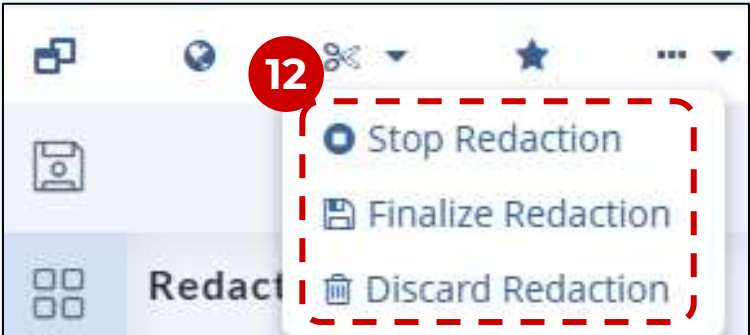 12
Stop Redaction
Finalize Redaction
Redact
Discard Redaction